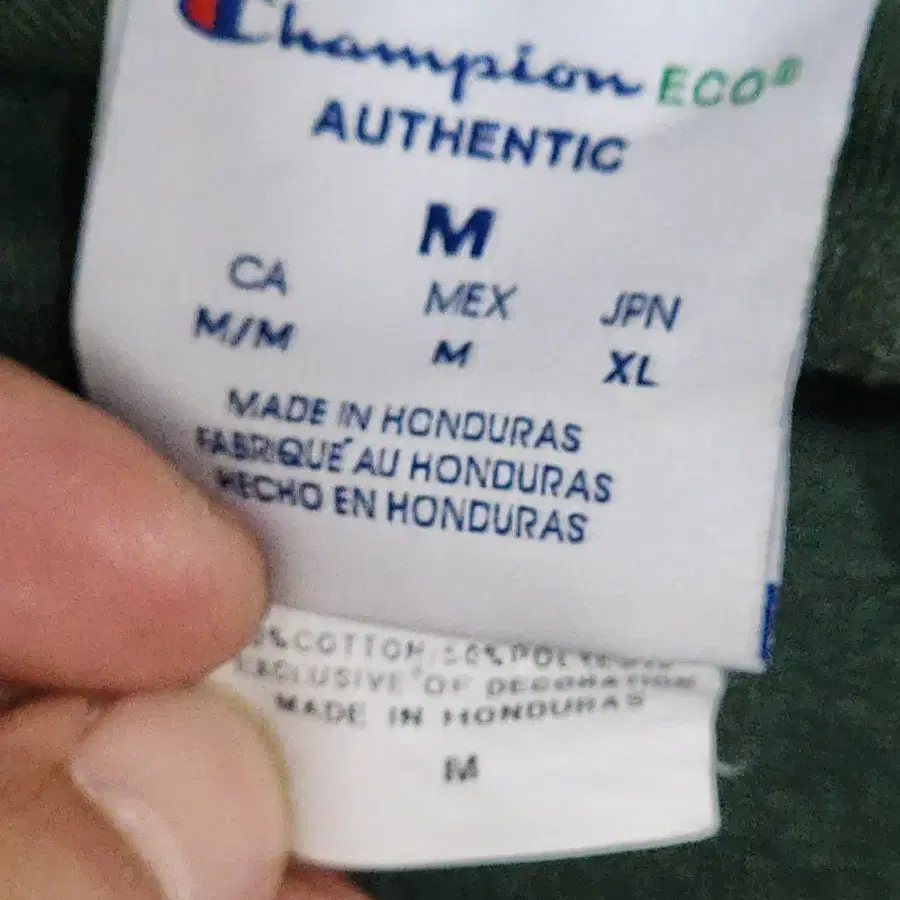 Champion ECO®
AUTHENTIC
M
CA MEX JPN
M/M M XL
MADE IN HONDURAS
FABRIQUÉ AU HONDURAS
HECHO EN HONDURAS
COTTON
EXCLUSIVE OF DECORATION
MADE IN HONDURAS
M